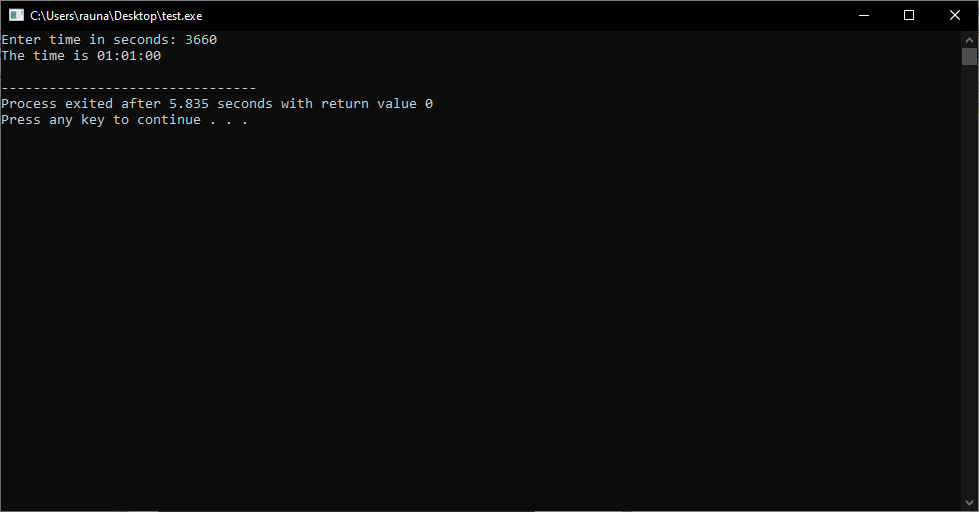 C:\Users\rauna\Desktop\test.exe
Enter time in seconds: 3660
The time is 01:01:00
--------------------------------
Process exited after 5.835 seconds with return value 0
Press any key to continue . . .